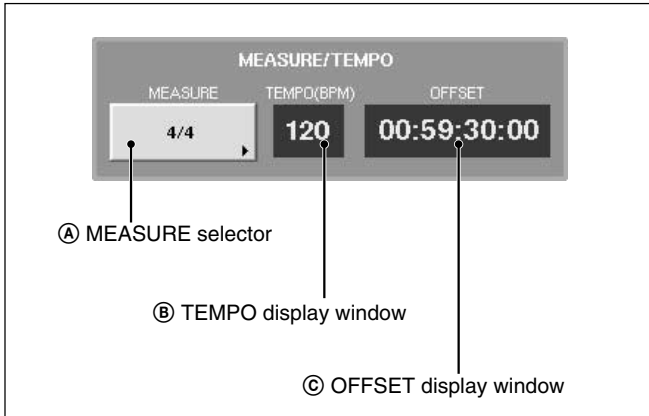 MEASURE/TEMPO
MEASURE TEMPO(BPM) OFFSET
4/4 120 00:59:30:00
Ⓐ MEASURE selector
Ⓑ TEMPO display window
Ⓒ OFFSET display window